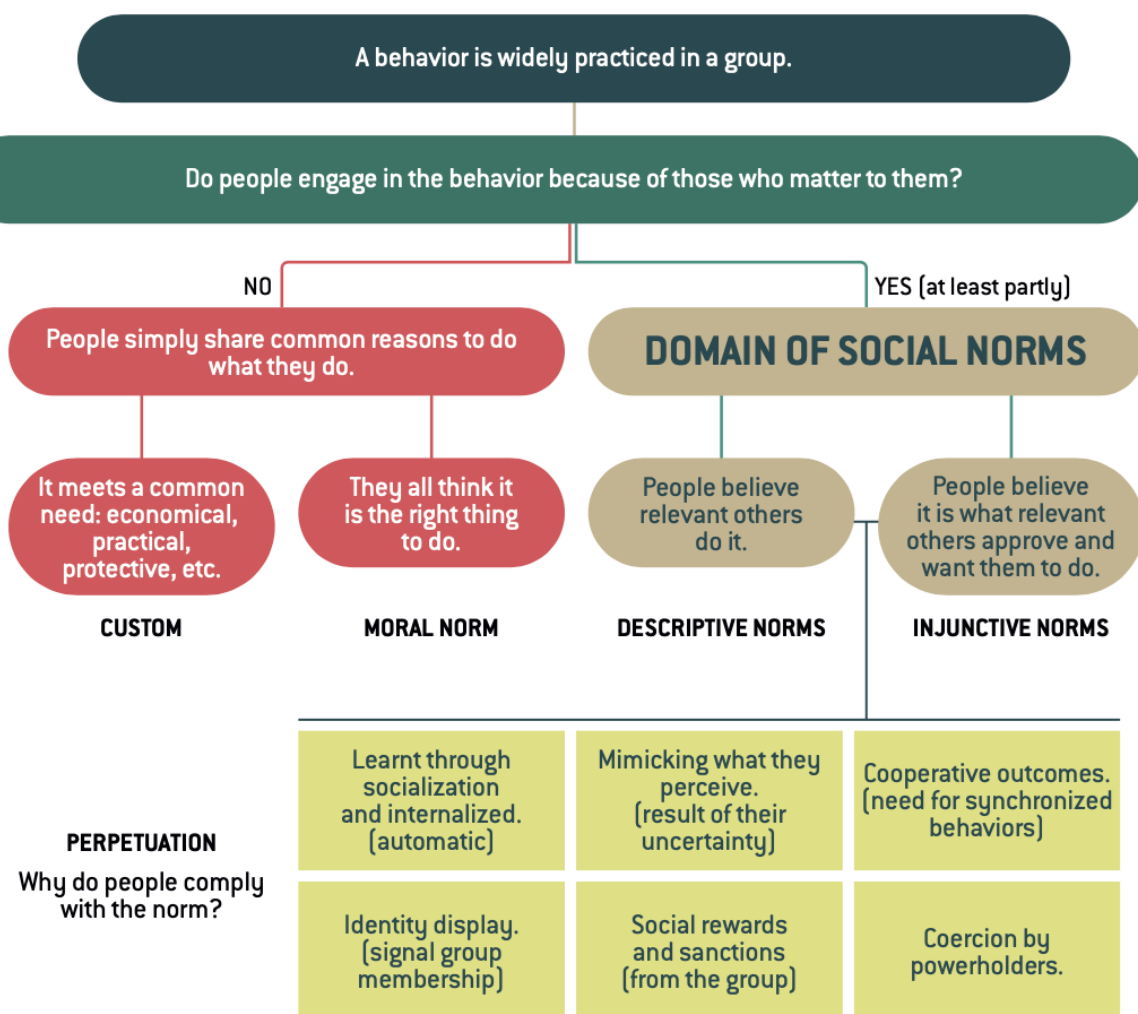 A behavior is widely practiced in a group.
Do people engage in the behavior because of those who matter to them?
NO
YES (at least partly)
People simply share common reasons to do
what they do.
DOMAIN OF SOCIAL NORMS
It meets a common
need: economical,
practical,
protective, etc.
They all think it
is the right thing
to do.
People believe
relevant others
do it.
People believe
it is what relevant
others approve and
want them to do.
CUSTOM
MORAL NORM
DESCRIPTIVE NORMS
INJUNCTIVE NORMS
PERPETUATION
Why do people comply
with the norm?
Learnt through
socialization
and internalized.
(automatic)
Mimicking what they
perceive.
(result of their
uncertainty)
Cooperative outcomes.
(need for synchronized
behaviors)
Identity display.
(signal group
membership)
Social rewards
and sanctions
(from the group)
Coercion by
powerholders.